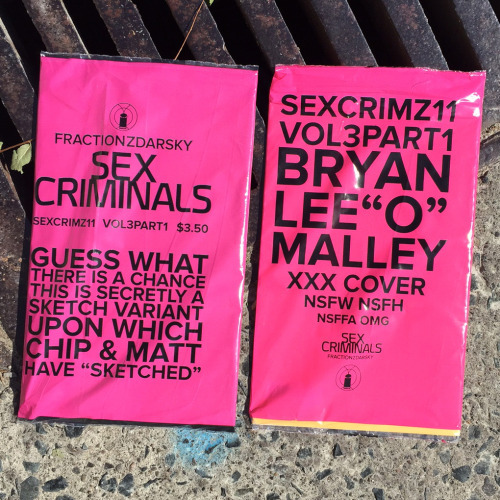 FRACTIONZDARSKY
SEX
CRIMINALS
SEXCRIMZ11 VOL3PART1 $3.50
GUESS WHAT
THERE IS A CHANCE
THIS IS SECRETLY A
SKETCH VARIANT
UPON WHICH
CHIP & MATT
HAVE “SKETCHED”
SEXCRIMZ11
VOL3PART1
BRYAN
LEE“O”
MALLEY
XXX COVER
NSFW NSFH
NSFFA OMG
SEX
CRIMINALS
FRACTIONZDARSKY